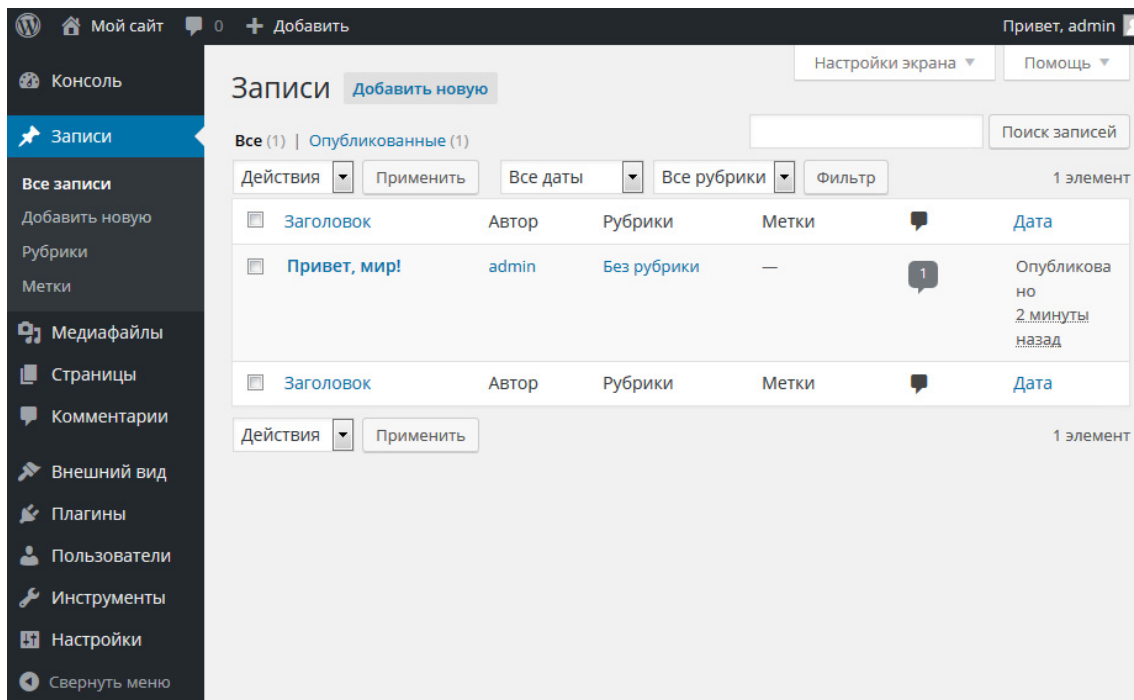 Мой сайт 0 Добавить Привет, admin
Настройки экрана Помощь
Консоль
Записи
Все записи
Добавить новую
Рубрики
Метки
Медиафайлы
Страницы
Комментарии
Внешний вид
Плагины
Пользователи
Инструменты
Настройки
Свернуть меню
Записи Добавить новую
Все (1) | Опубликованные (1) Поиск записей
Действия Применить Все даты Все рубрики Фильтр 1 элемент
Заголовок Автор Рубрики Метки Дата
Привет, мир! admin Без рубрики — 1 Опубликова
но
2 минуты
назад
Заголовок Автор Рубрики Метки Дата
Действия Применить 1 элемент